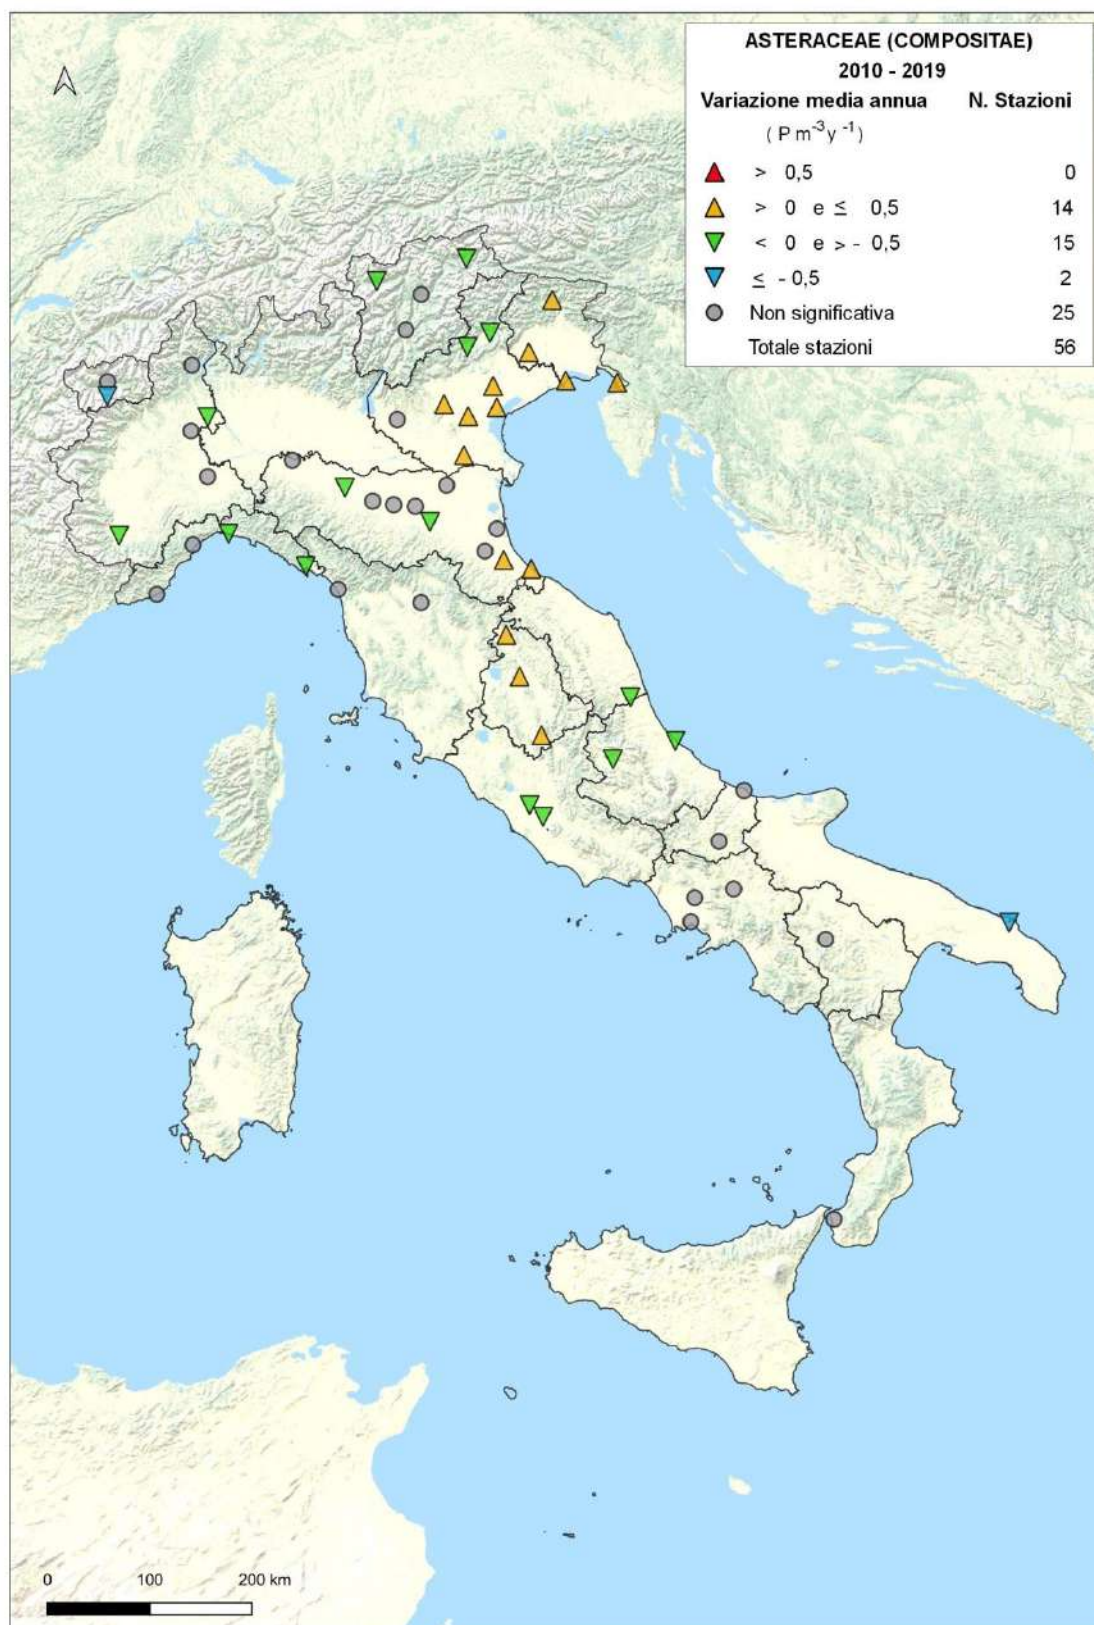 ASTERACEAE (COMPOSITAE)
2010 - 2019
Variazione media annua N. Stazioni
( P m⁻³ y ⁻¹)
> 0,5 0
> 0 e ≤ 0,5 14
< 0 e > - 0,5 15
≤ - 0,5 2
Non significativa 25
Totale stazioni 56
0 100 200 km